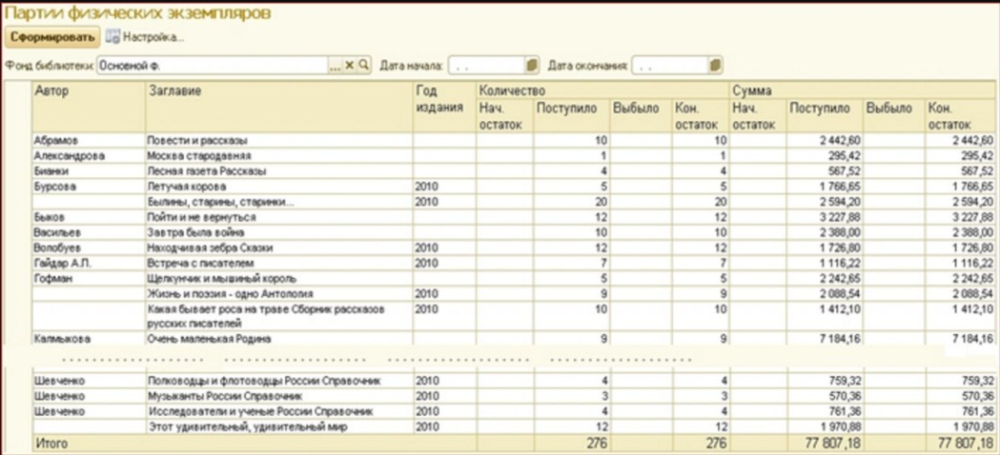 Партии физических экземпляров
Сформировать Настройка...
Фонд библиотеки: Основной ф. ... × Дата начала: . . Дата окончания: . .
Автор Заглавие Год издания Количество Сумма
Нач. остаток Поступило Выбыло Кон. остаток Нач. остаток Поступило Выбыло Кон. остаток
Абрамов Повести и рассказы 10 10 2 442,60 2 442,60
Александрова Москва стародавняя 1 1 295,42 295,42
Бианки Лесная газета Рассказы 4 4 567,52 567,52
Бурсова Летучая корова 2010 5 5 1 766,65 1 766,65
Былины, старины, старинки... 2010 20 20 2 594,20 2 594,20
Быков Пойти и не вернуться 12 12 3 227,88 3 227,88
Васильев Завтра была война 10 10 2 388,00 2 388,00
Волобуев Находчивая зебра Сказки 2010 12 12 1 726,80 1 726,80
Гайдар А.П. Встреча с писателем 2010 7 7 1 116,22 1 116,22
Гофман Щелкунчик и мышиный король 5 5 2 242,65 2 242,65
Жизнь и поэзия - одно Антология 2010 9 9 2 088,54 2 088,54
Какая бывает роса на траве Сборник рассказов 2010 10 10 1 412,10 1 412,10
русских писателей
Калмыкова Очень маленькая Родина 9 9 7 184,16 7 184,16
Шевченко Полководцы и флотоводцы России Справочник 2010 4 4 759,32 759,32
Шевченко Музыканты России Справочник 2010 3 3 570,36 570,36
Шевченко Исследователи и ученые России Справочник 2010 4 4 761,36 761,36
Этот удивительный, удивительный мир 2010 12 12 1 970,88 1 970,88
Итого 276 276 77 807,18 77 807,18